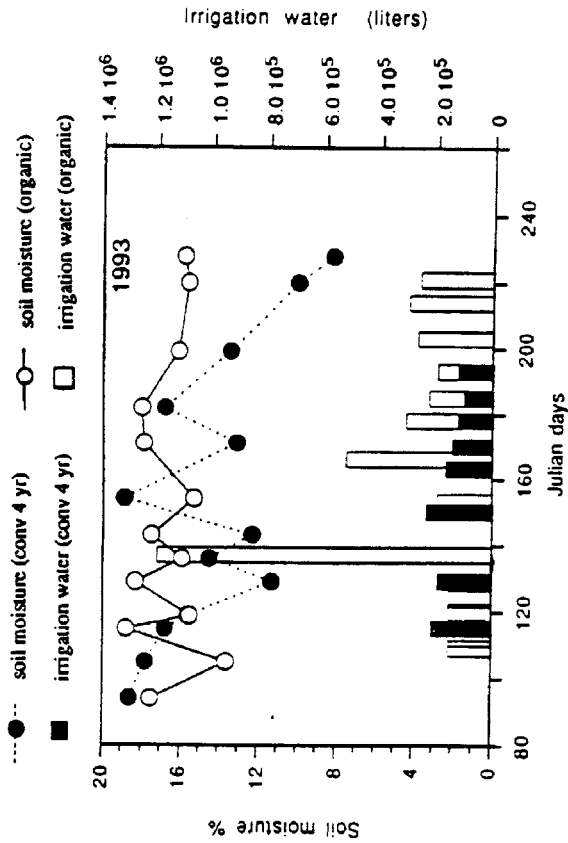 soil moisture (conv 4 yr)
soil moisture (organic)
irrigation water (conv 4 yr)
irrigation water (organic)
1993
Soil moisture %
20
16
12
8
4
0
Irrigation water (liters)
1.4 10⁶
1.2 10⁶
1.0 10⁶
8.0 10⁵
6.0 10⁵
4.0 10⁵
2.0 10⁵
0
80
120
160
200
240
Julian days